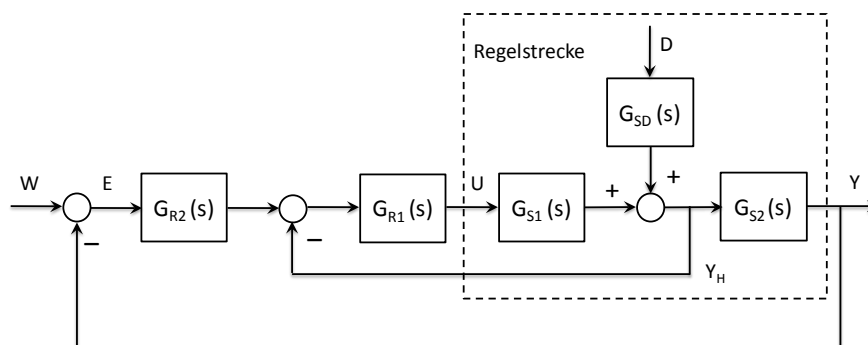 Regelstrecke
D
G_SD(s)
W
E
G_R2(s)
G_R1(s)
U
G_S1(s)
+
+
G_S2(s)
Y
−
−
Y_H